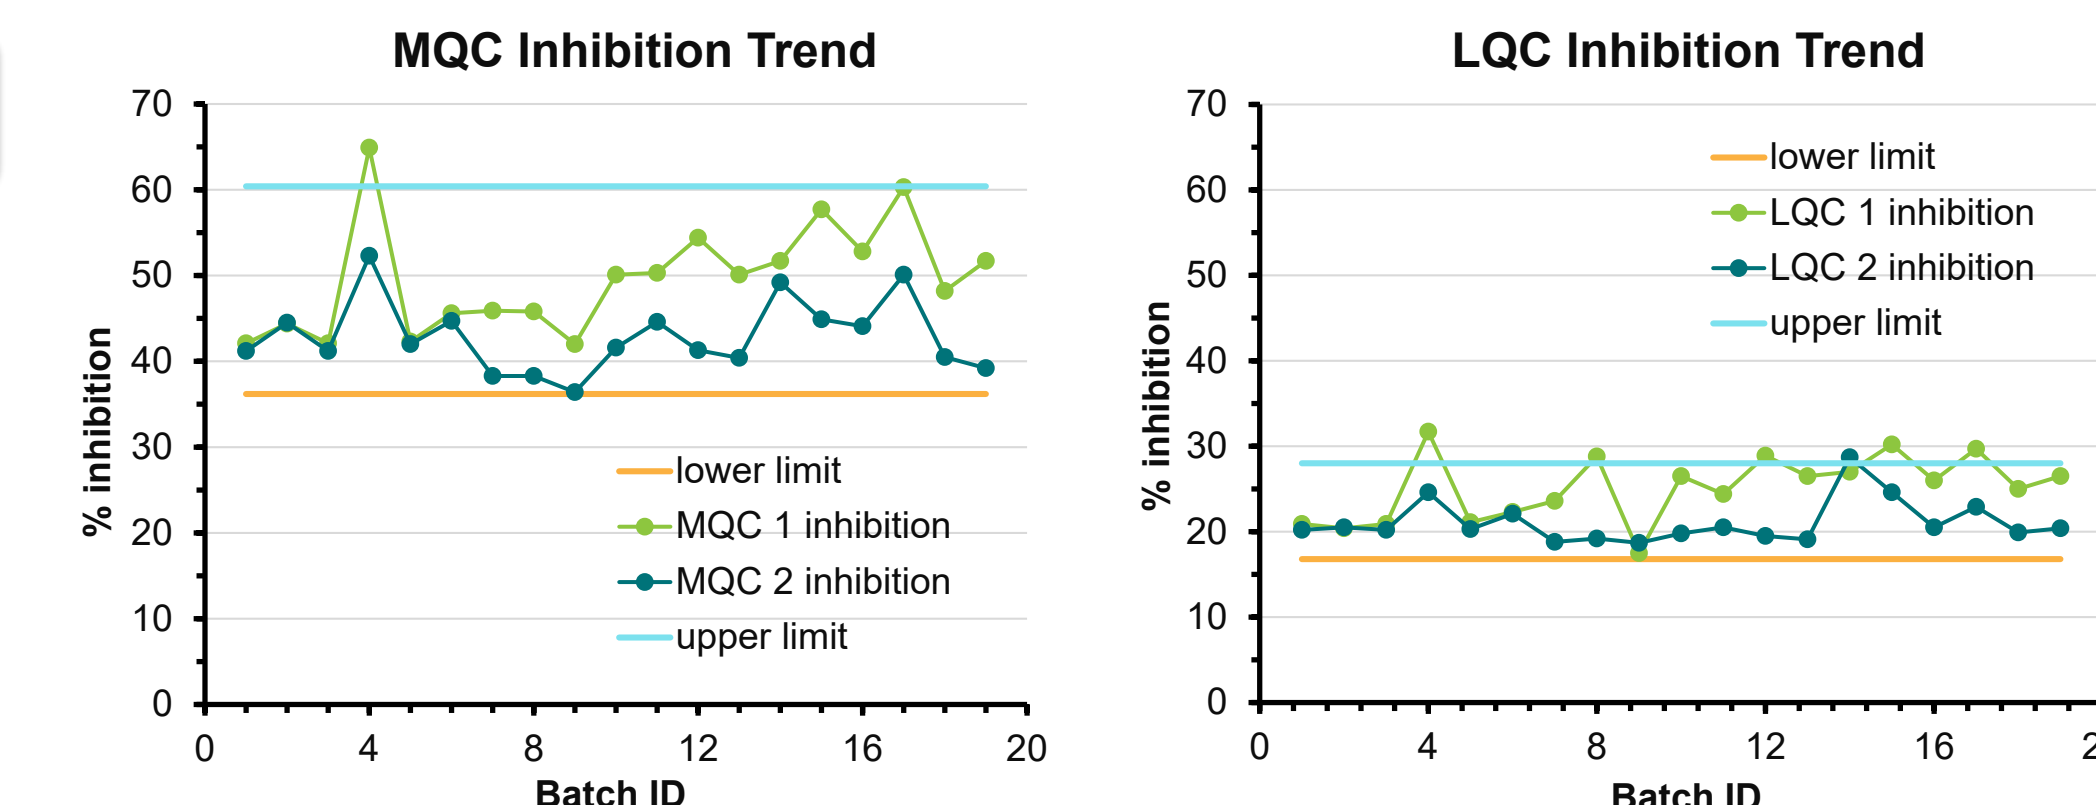 MQC Inhibition Trend
70
60
50
40
30
20
10
0
% inhibition
lower limit
MQC 1 inhibition
MQC 2 inhibition
upper limit
0 4 8 12 16 20
Batch ID
LQC Inhibition Trend
70
60
50
40
30
20
10
0
% inhibition
lower limit
LQC 1 inhibition
LQC 2 inhibition
upper limit
0 4 8 12 16 2
Batch ID